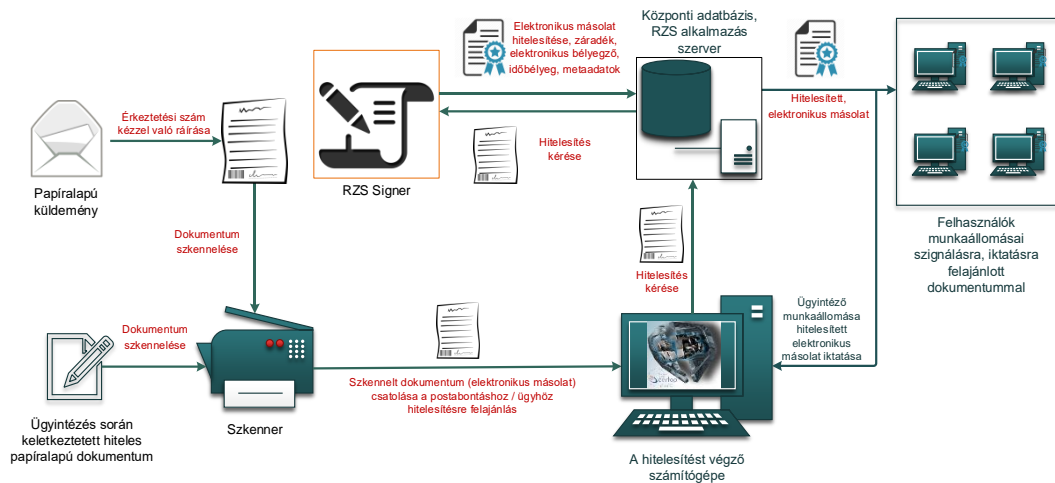 Elektronikus másolat
hitelesítése, záradék,
elektronikus bélyegző,
időbélyeg, metaadatok
Központi adatbázis,
RZS alkalmazás
szerver
Érkeztetési szám
kézzel való ráírása
Hitelesített,
elektronikus másolat
Hitelesítés
kérése
Papíralapú
küldemény
RZS Signer
Dokumentum
szkennelése
Felhasználók
munkaállomásai
szignálásra, iktatásra
felajánlott
dokumentummal
Hitelesítés
kérése
Ügyintéző
munkaállomása
hitelesített
elektronikus
másolat iktatása
Dokumentum
szkennelése
Szkennelt dokumentum (elektronikus másolat)
csatolása a postabontáshoz / ügyhöz
hitelesítésre felajánlás
Ügyintézés során
keletkeztetett hiteles
papíralapú dokumentum
Szkenner
A hitelesítést végző
számítógépe